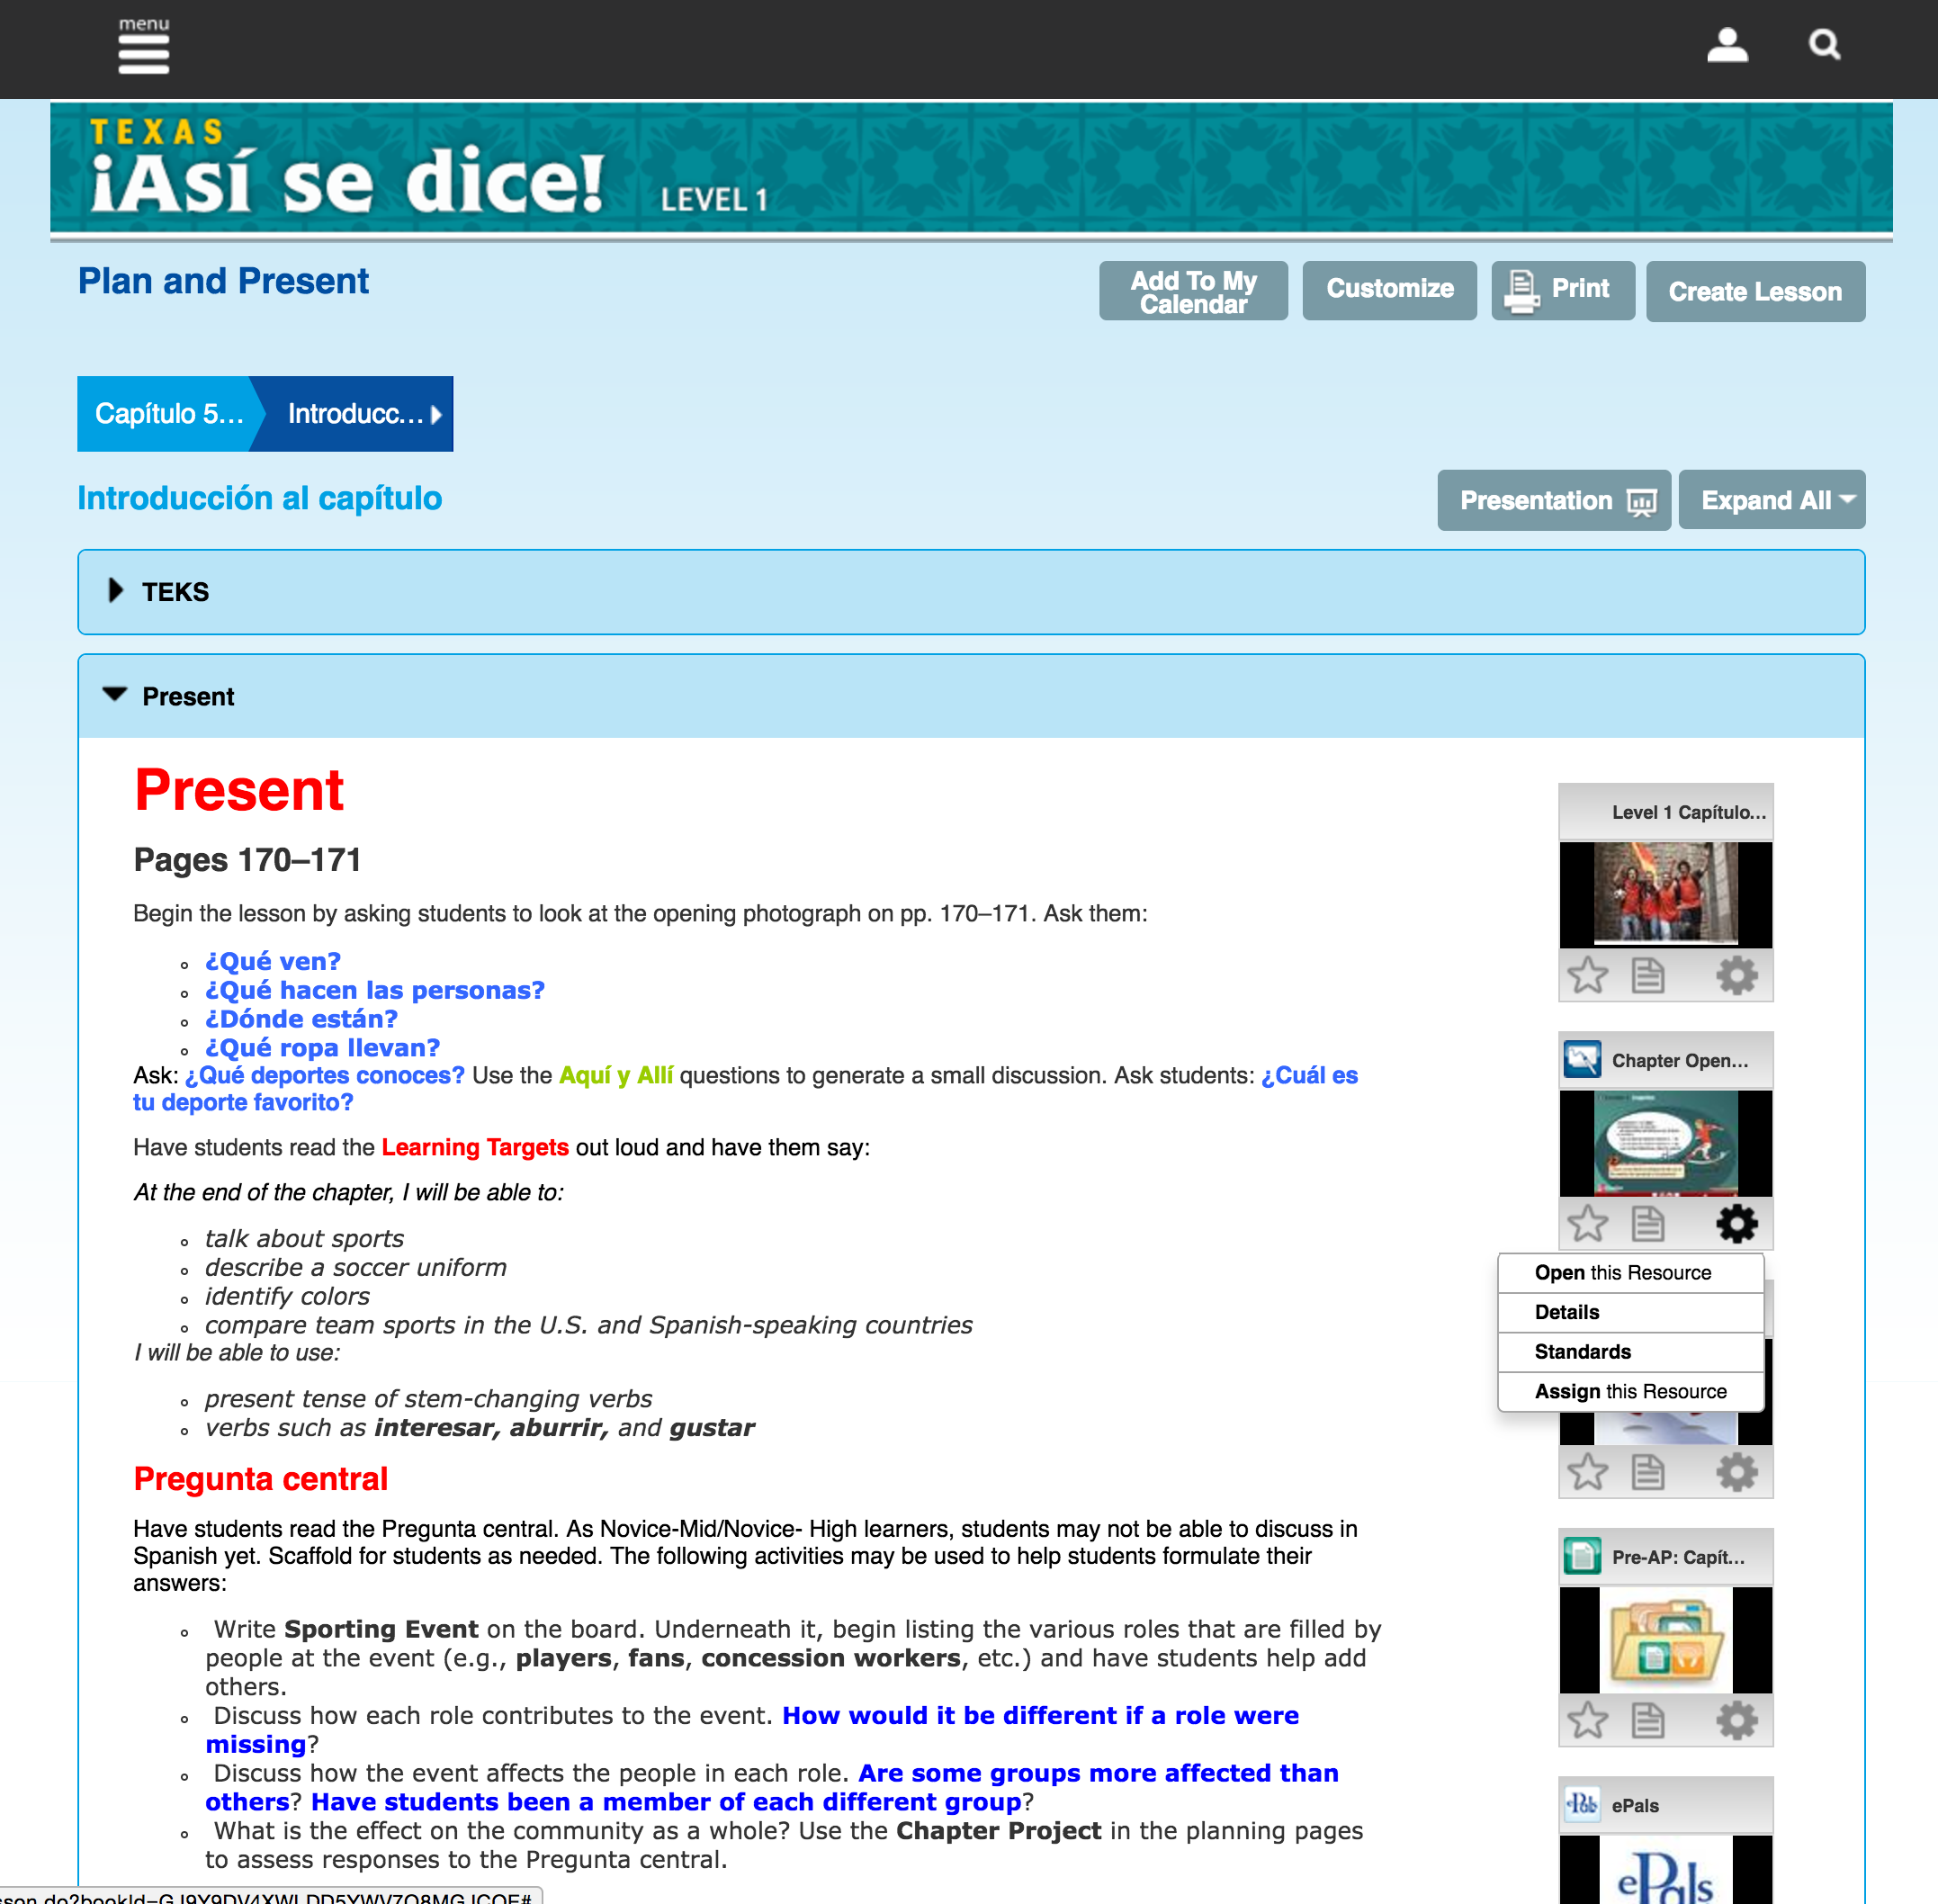 menu
TEXAS
¡Así se dice! LEVEL 1
Plan and Present
Add To My
Calendar
Customize
Print
Create Lesson
Capítulo 5...
Introducc...
Introducción al capítulo
Presentation
Expand All
TEKS
Present
Present
Pages 170–171
Begin the lesson by asking students to look at the opening photograph on pp. 170–171. Ask them:
¿Qué ven?
¿Qué hacen las personas?
¿Dónde están?
¿Qué ropa llevan?
Ask: ¿Qué deportes conoces? Use the Aquí y Allí questions to generate a small discussion. Ask students: ¿Cuál es
tu deporte favorito?
Have students read the Learning Targets out loud and have them say:
At the end of the chapter, I will be able to:
talk about sports
describe a soccer uniform
identify colors
compare team sports in the U.S. and Spanish-speaking countries
I will be able to use:
present tense of stem-changing verbs
verbs such as interesar, aburrir, and gustar
Pregunta central
Have students read the Pregunta central. As Novice-Mid/Novice- High learners, students may not be able to discuss in
Spanish yet. Scaffold for students as needed. The following activities may be used to help students formulate their
answers:
Write Sporting Event on the board. Underneath it, begin listing the various roles that are filled by
people at the event (e.g., players, fans, concession workers, etc.) and have students help add
others.
Discuss how each role contributes to the event. How would it be different if a role were
missing?
Discuss how the event affects the people in each role. Are some groups more affected than
others? Have students been a member of each different group?
What is the effect on the community as a whole? Use the Chapter Project in the planning pages
to assess responses to the Pregunta central.
Level 1 Capítulo...
Chapter Open...
Open this Resource
Details
Standards
Assign this Resource
Pre-AP: Capít...
ePals
ePals
ePals